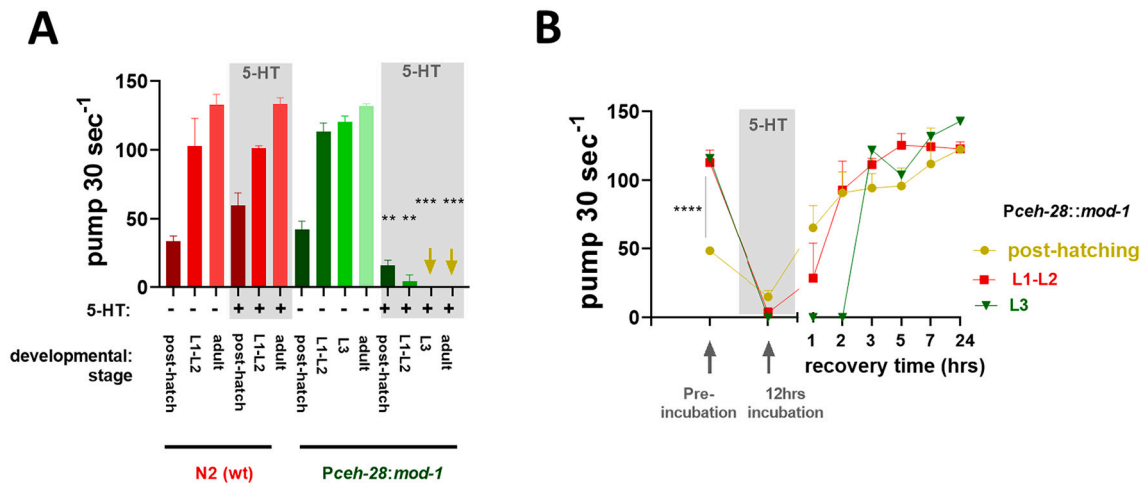 A
5-HT
5-HT
150
100
50
0
pump 30 sec-1
** ** *** ***
5-HT: - - - + + + - - - - + + + +
developmental: stage
post-hatch L1-L2 adult post-hatch L1-L2 adult post-hatch L1-L2 L3 adult post-hatch L1-L2 L3 adult
N2 (wt)
Pceh-28:mod-1
B
5-HT
150
100
50
0
pump 30 sec-1
****
1 2 3 5 7 24
recovery time (hrs)
Pre-incubation
12hrs incubation
Pceh-28::mod-1
post-hatching
L1-L2
L3